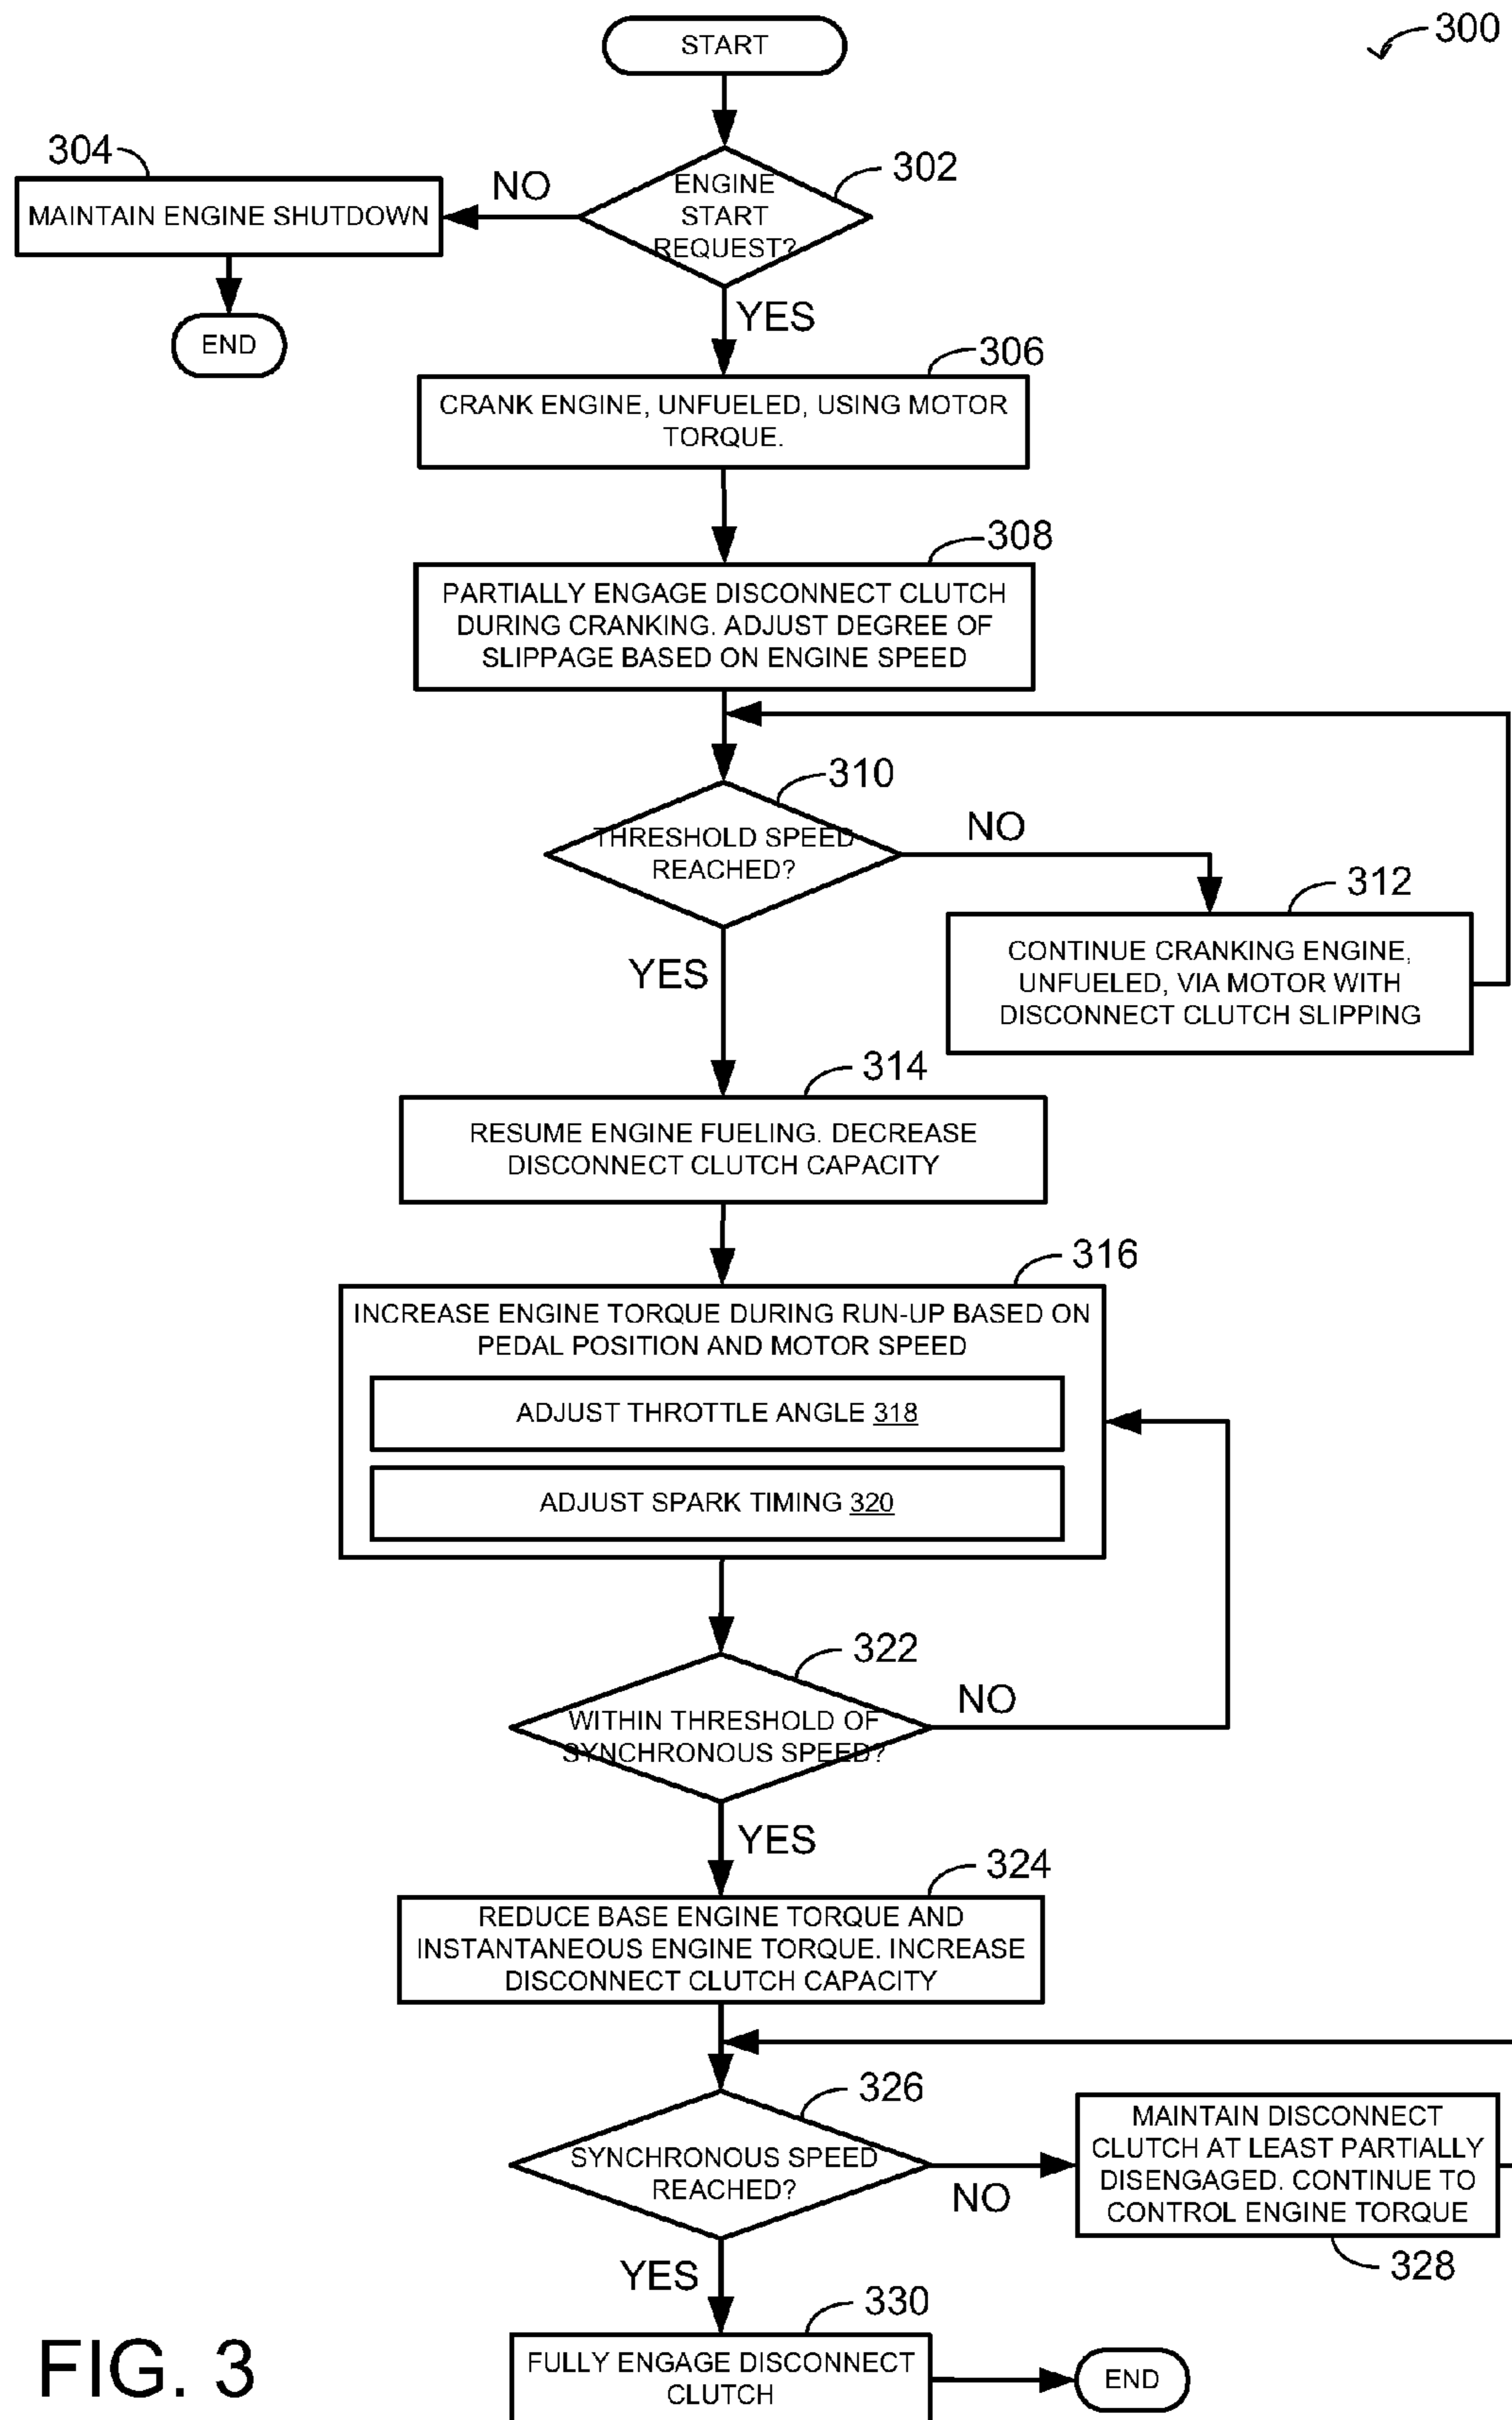 300
START
302
ENGINE
START
REQUEST?
NO
304
MAINTAIN ENGINE SHUTDOWN
END
YES
306
CRANK ENGINE, UNFUELED, USING MOTOR
TORQUE.
308
PARTIALLY ENGAGE DISCONNECT CLUTCH
DURING CRANKING. ADJUST DEGREE OF
SLIPPAGE BASED ON ENGINE SPEED
310
THRESHOLD SPEED
REACHED?
NO
312
CONTINUE CRANKING ENGINE,
UNFUELED, VIA MOTOR WITH
DISCONNECT CLUTCH SLIPPING
YES
314
RESUME ENGINE FUELING. DECREASE
DISCONNECT CLUTCH CAPACITY
316
INCREASE ENGINE TORQUE DURING RUN-UP BASED ON
PEDAL POSITION AND MOTOR SPEED
ADJUST THROTTLE ANGLE 318
ADJUST SPARK TIMING 320
322
WITHIN THRESHOLD OF
SYNCHRONOUS SPEED?
NO
YES
324
REDUCE BASE ENGINE TORQUE AND
INSTANTANEOUS ENGINE TORQUE. INCREASE
DISCONNECT CLUTCH CAPACITY
326
SYNCHRONOUS SPEED
REACHED?
NO
MAINTAIN DISCONNECT
CLUTCH AT LEAST PARTIALLY
DISENGAGED. CONTINUE TO
CONTROL ENGINE TORQUE
328
YES
330
FULLY ENGAGE DISCONNECT
CLUTCH
END
FIG. 3